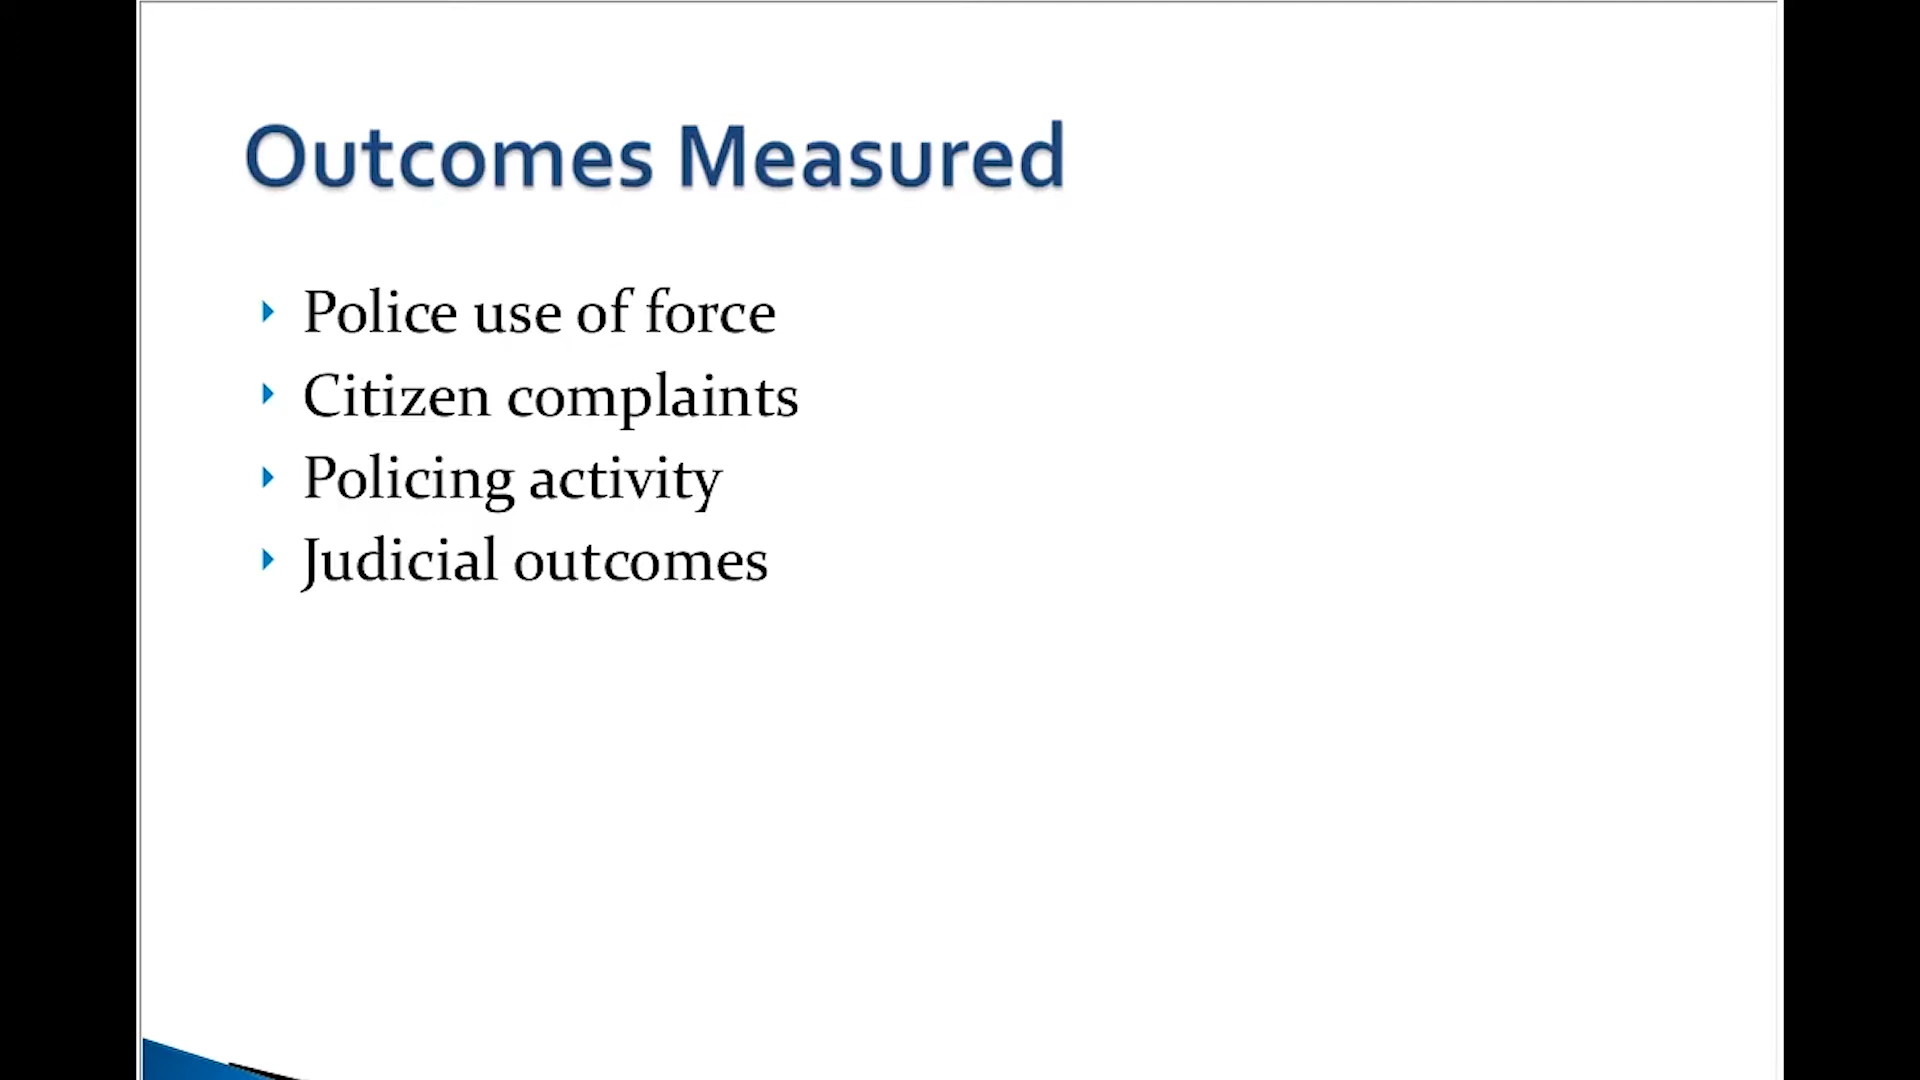 Outcomes Measured
Police use of force
Citizen complaints
Policing activity
Judicial outcomes